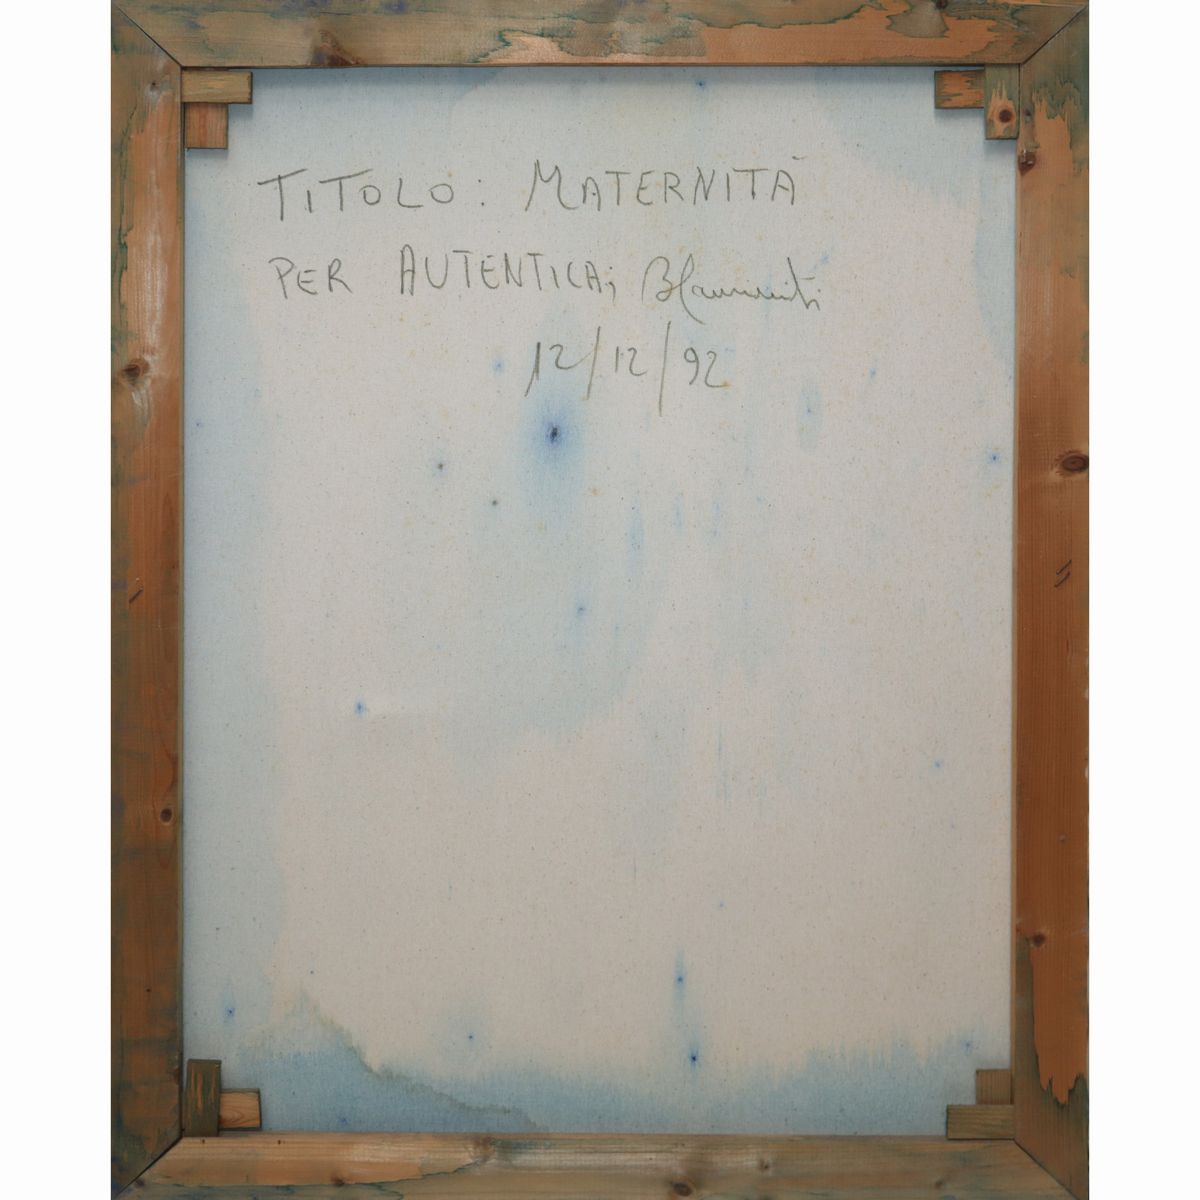 TITOLO: MATERNITÀ
PER AUTENTICA;
12/12/92